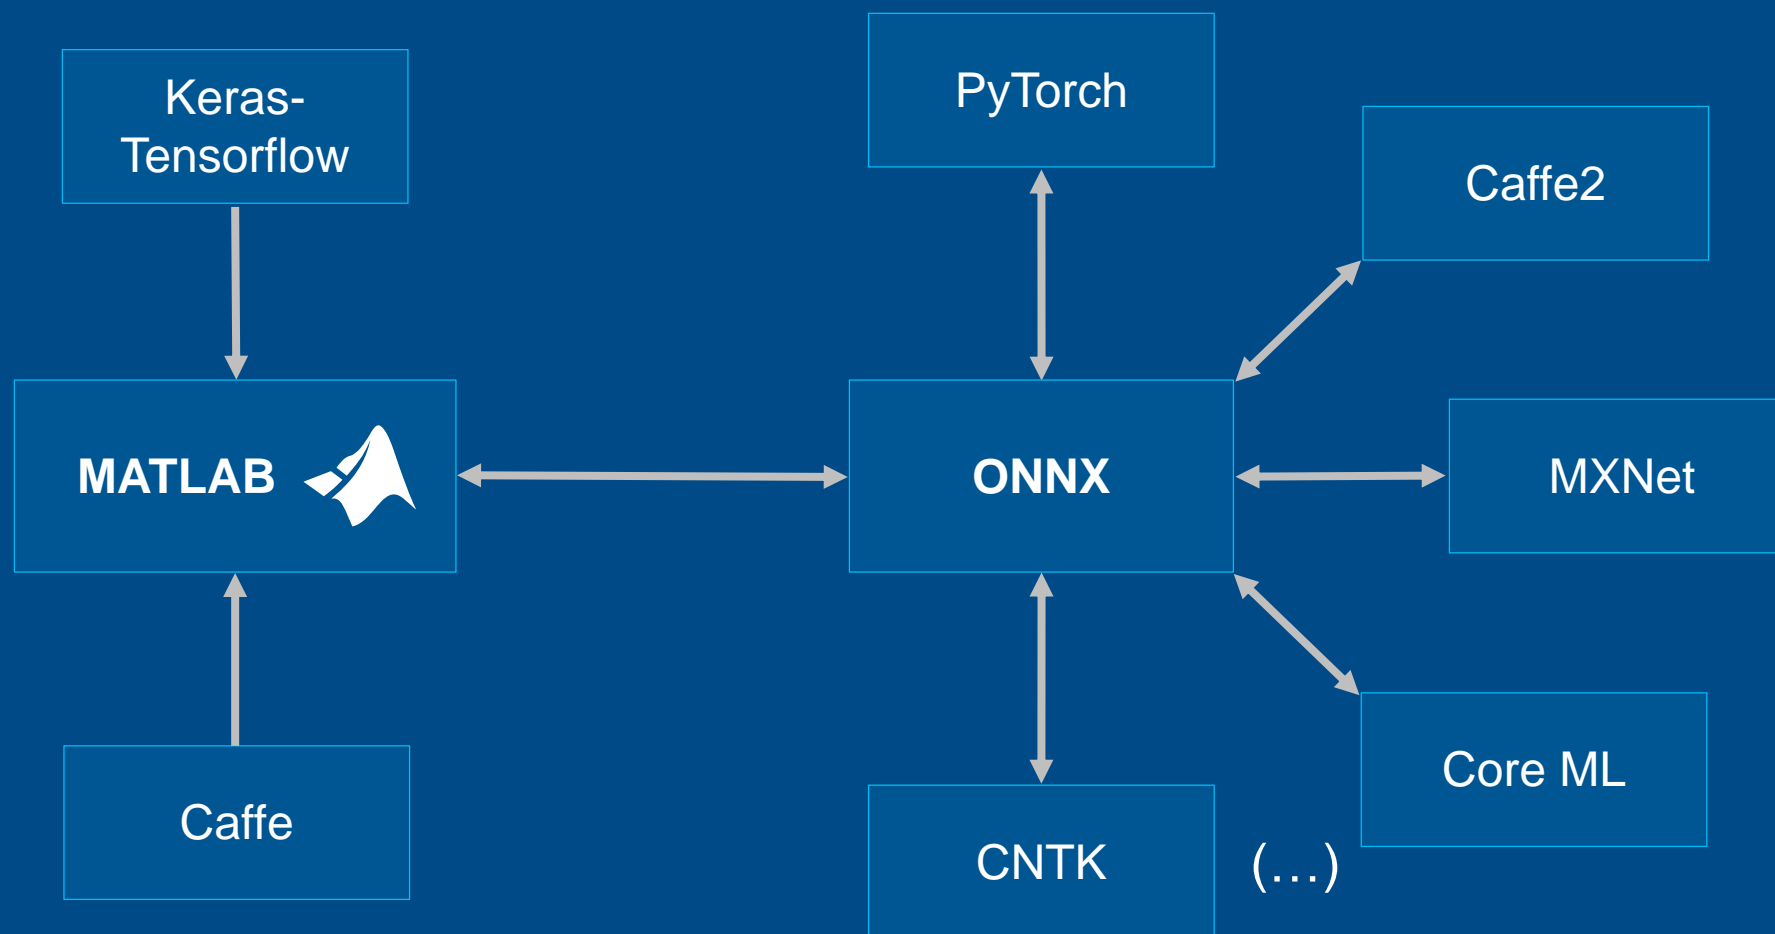 Keras-
Tensorflow
PyTorch
Caffe2
MATLAB
ONNX
MXNet
Core ML
Caffe
CNTK
(…)